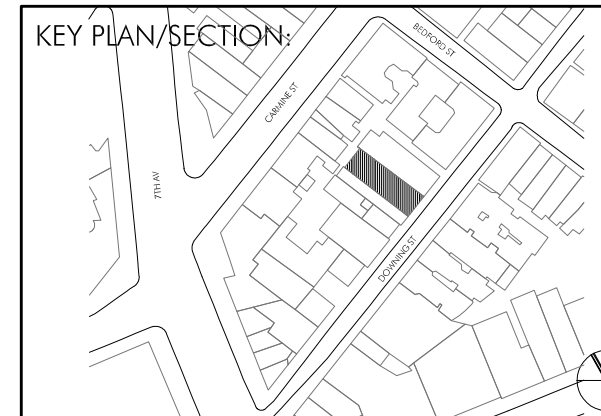 KEY PLAN/SECTION:
BEDFORD ST
CARMINE ST
7TH AV
DOWNING ST